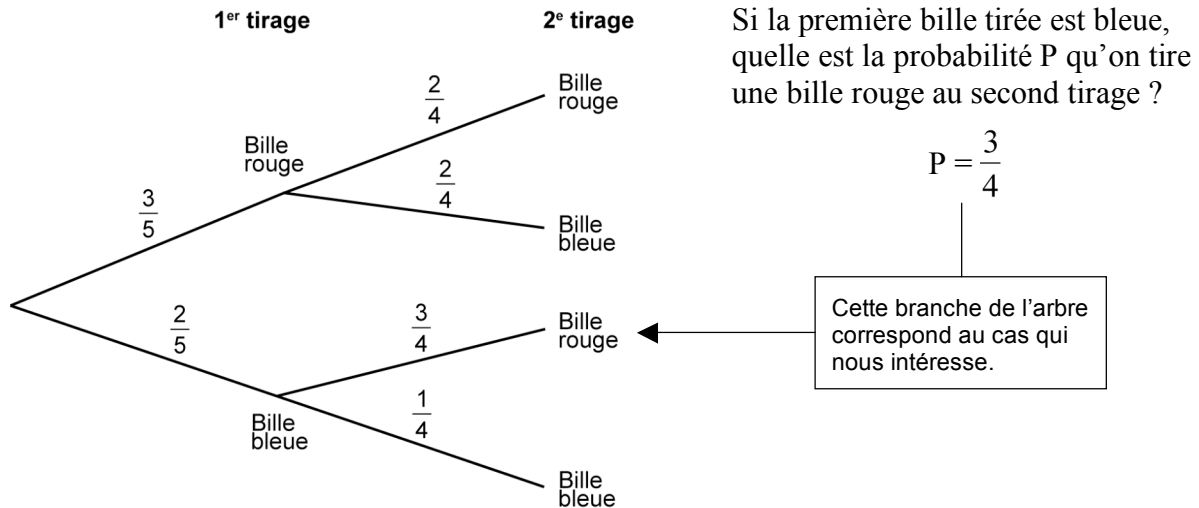 1er tirage
2e tirage
Si la première bille tirée est bleue,
quelle est la probabilité P qu’on tire
une bille rouge au second tirage ?
P = 3/4
Cette branche de l’arbre
correspond au cas qui
nous intéresse.
3/5
Bille
rouge
2/4
Bille
rouge
2/4
Bille
bleue
2/5
Bille
bleue
3/4
Bille
rouge
1/4
Bille
bleue